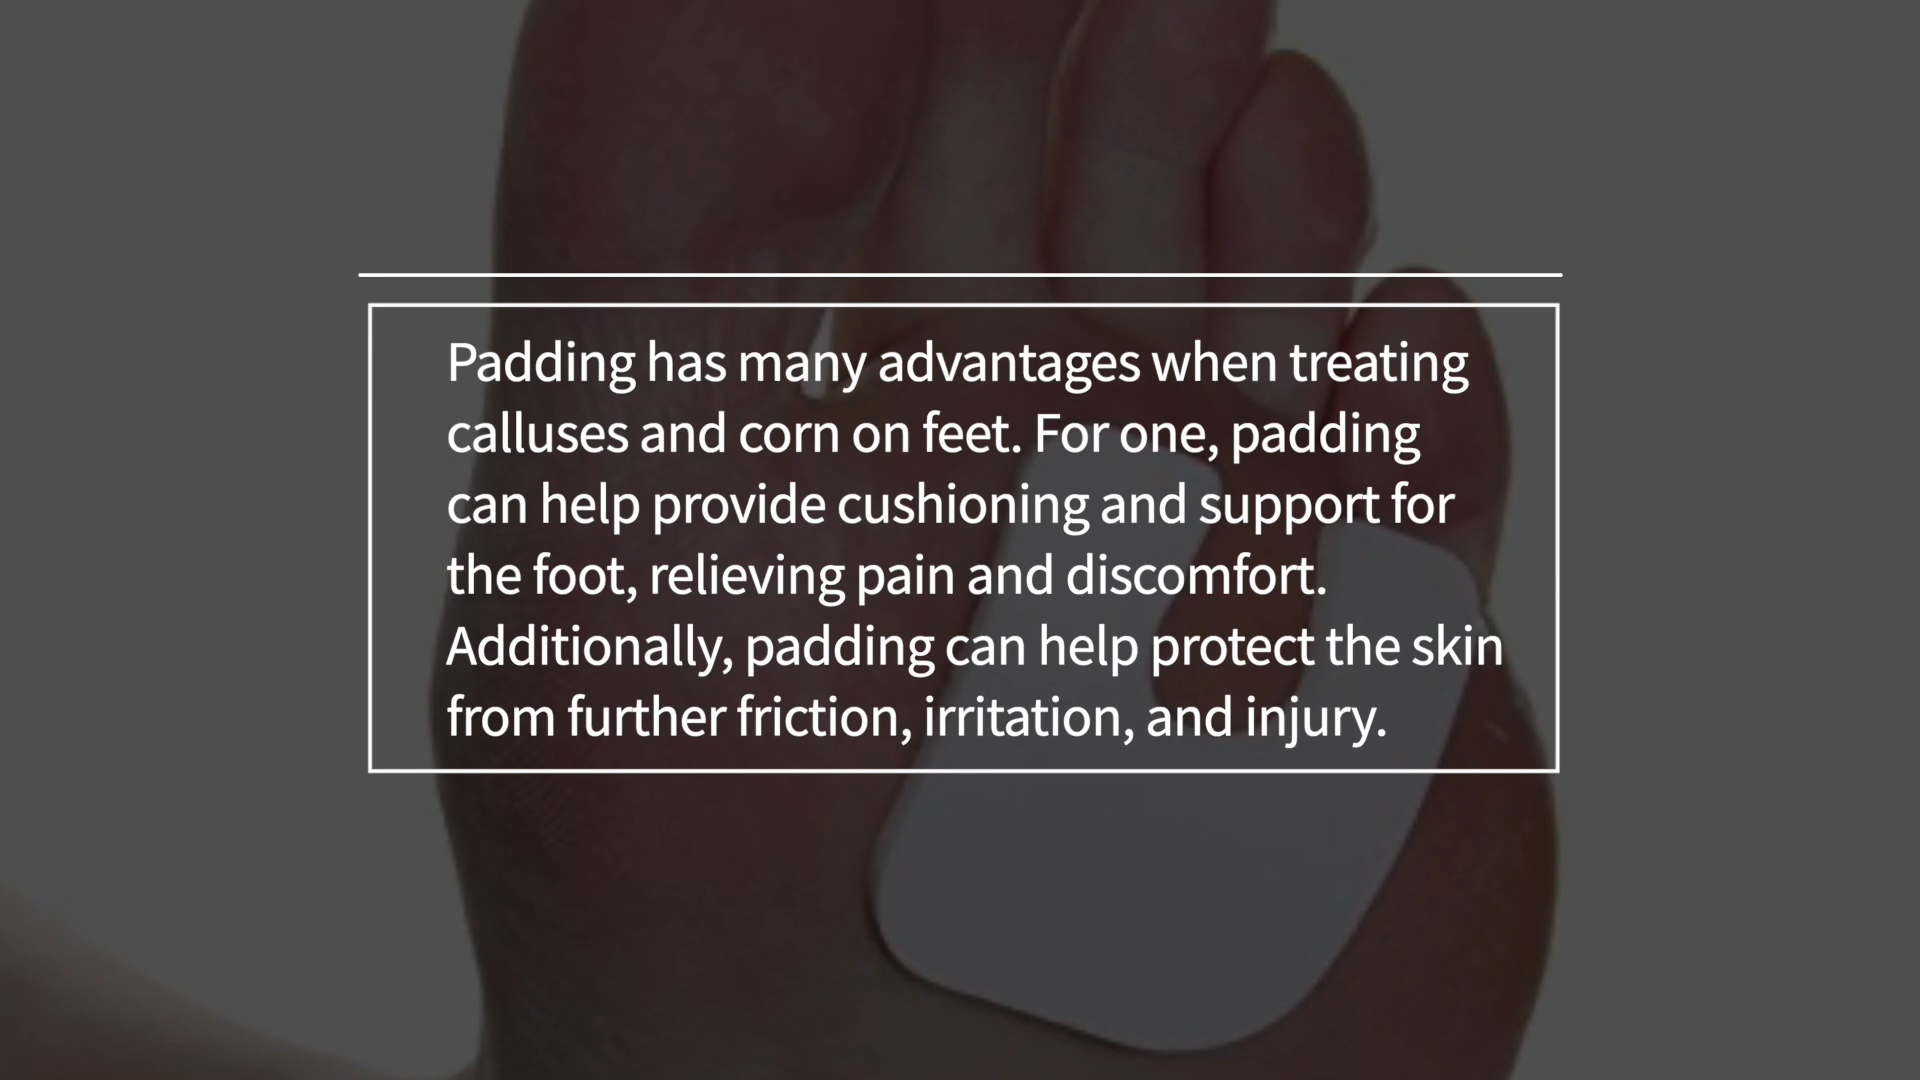 Padding has many advantages when treating
calluses and corn on feet. For one, padding
can help provide cushioning and support for
the foot, relieving pain and discomfort.
Additionally, padding can help protect the skin
from further friction, irritation, and injury.